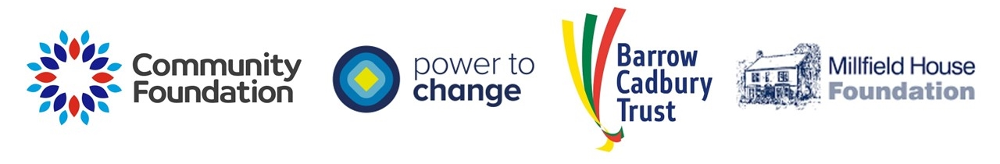 Community
Foundation
power to
change
Barrow
Cadbury
Trust
Millfield House
Foundation